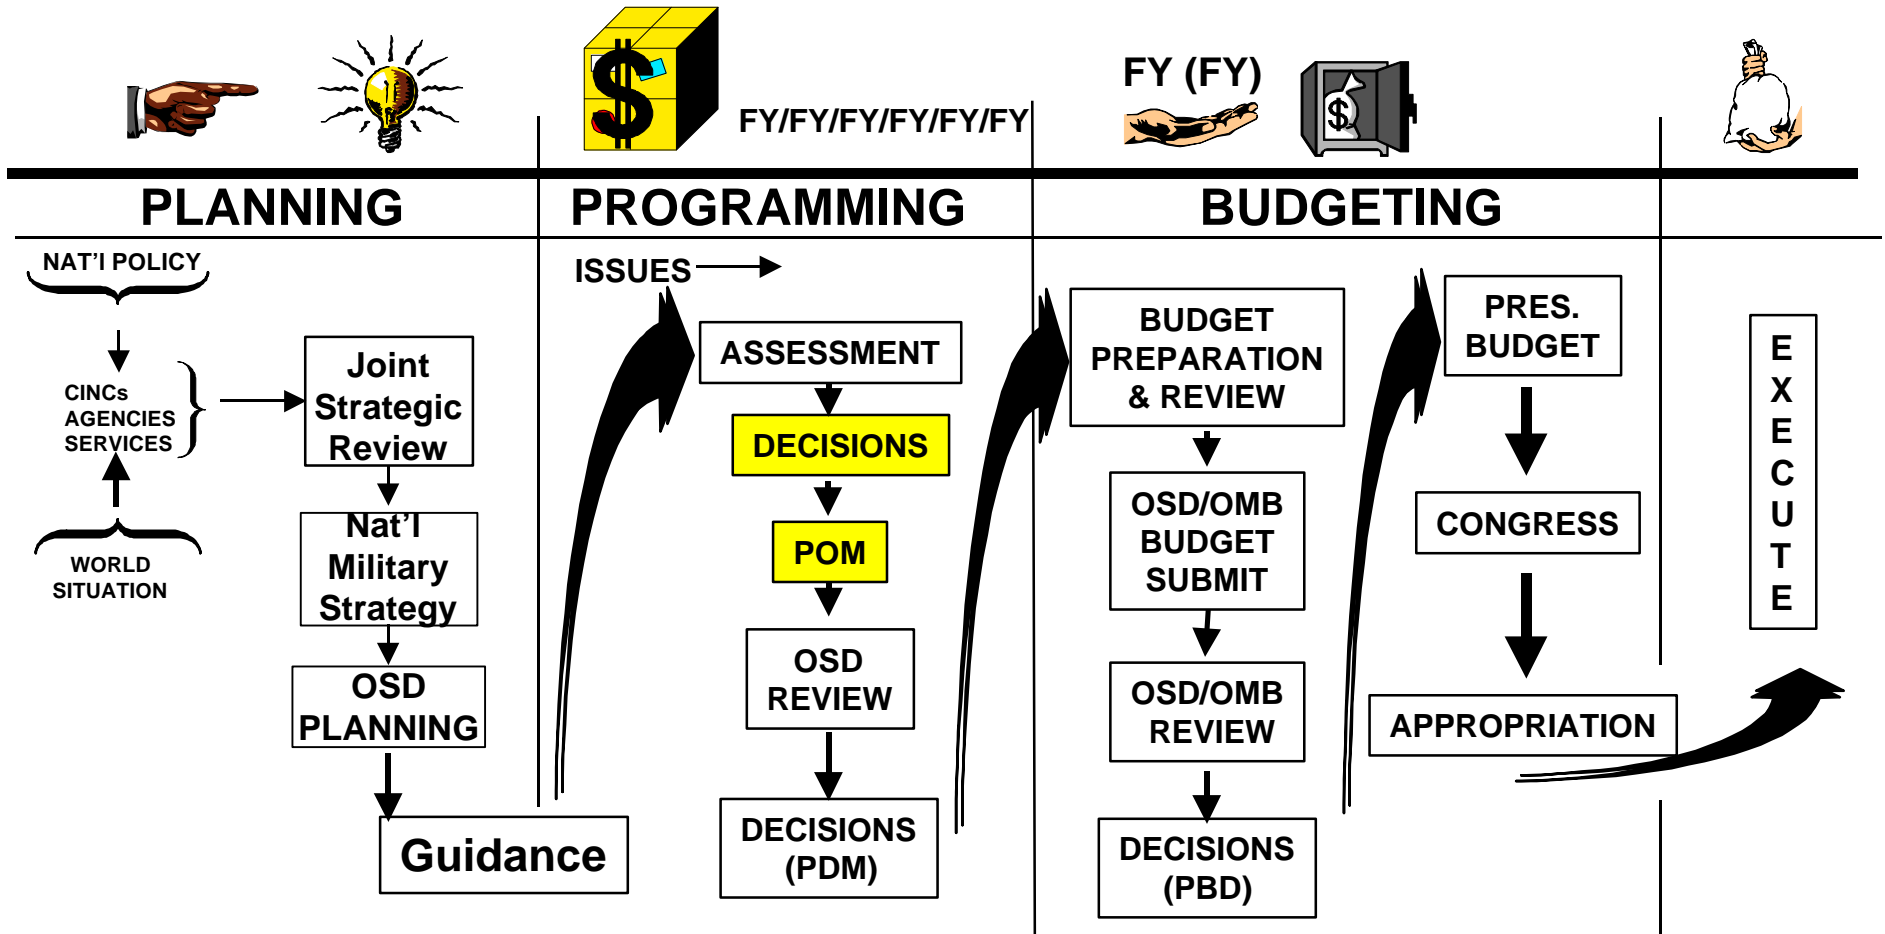 $
FY/FY/FY/FY/FY/FY
FY (FY)
$
PLANNING
PROGRAMMING
BUDGETING
NAT'l POLICY
CINCs
AGENCIES
SERVICES
WORLD
SITUATION
Joint
Strategic
Review
Nat'l
Military
Strategy
OSD
PLANNING
Guidance
ISSUES
ASSESSMENT
DECISIONS
POM
OSD
REVIEW
DECISIONS
(PDM)
BUDGET
PREPARATION
& REVIEW
OSD/OMB
BUDGET
SUBMIT
OSD/OMB
REVIEW
DECISIONS
(PBD)
PRES.
BUDGET
CONGRESS
APPROPRIATION
E
X
E
C
U
T
E